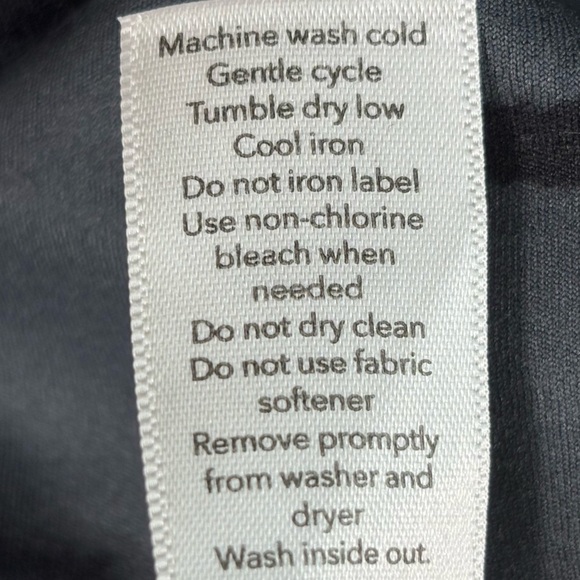 Machine wash cold
Gentle cycle
Tumble dry low
Cool iron
Do not iron label
Use non-chlorine
bleach when
needed
Do not dry clean
Do not use fabric
softener
Remove promptly
from washer and
dryer
Wash inside out.